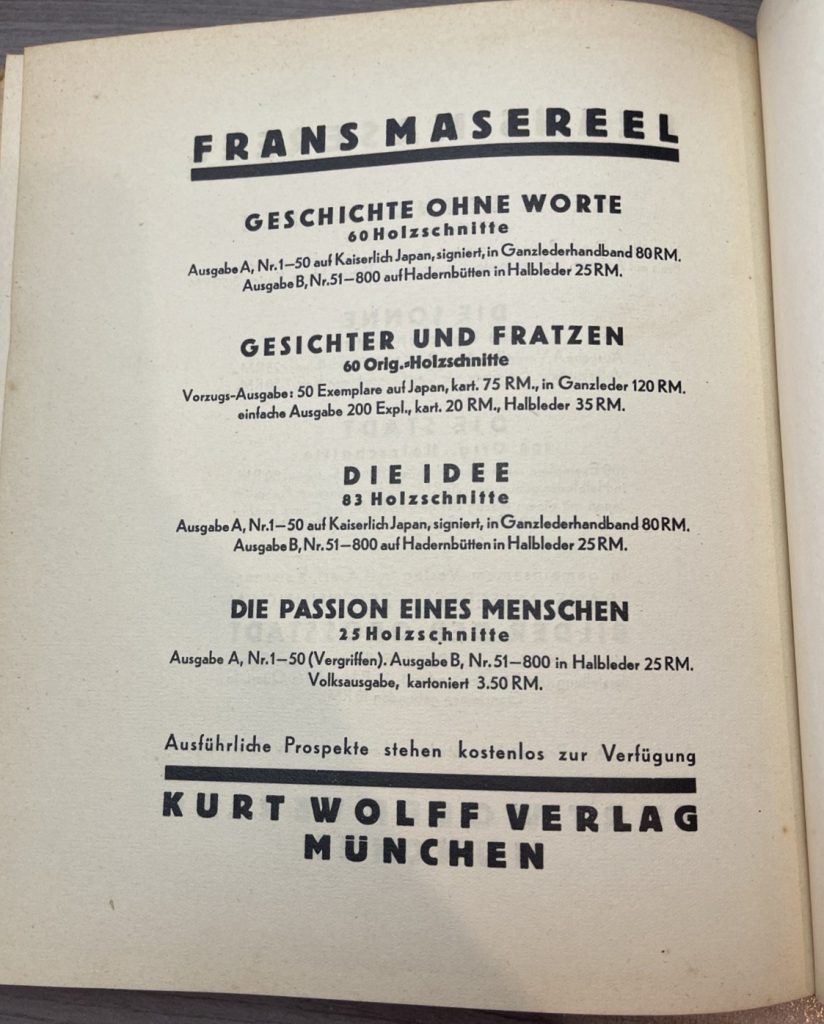 FRANS MASEREEL
GESCHICHTE OHNE WORTE
60 Holzschnitte
Ausgabe A, Nr. 1—50 auf Kaiserlich Japan, signiert, in Ganzlederhandband 80 RM.
Ausgabe B, Nr. 51—800 auf Hadernbütten in Halbleder 25 RM.
GESICHTER UND FRATZEN
60 Orig.-Holzschnitte
Vorzugs-Ausgabe: 50 Exemplare auf Japan, kart. 75 RM., in Ganzleder 120 RM.
einfache Ausgabe 200 Expl., kart. 20 RM., Halbleder 35 RM.
DIE IDEE
83 Holzschnitte
Ausgabe A, Nr. 1—50 auf Kaiserlich Japan, signiert, in Ganzlederhandband 80 RM.
Ausgabe B, Nr. 51—800 auf Hadernbütten in Halbleder 25 RM.
DIE PASSION EINES MENSCHEN
25 Holzschnitte
Ausgabe A, Nr. 1—50 (Vergriffen). Ausgabe B, Nr. 51—800 in Halbleder 25 RM.
Volksausgabe, kartoniert 3.50 RM.
Ausführliche Prospekte stehen kostenlos zur Verfügung
KURT WOLFF VERLAG
MÜNCHEN